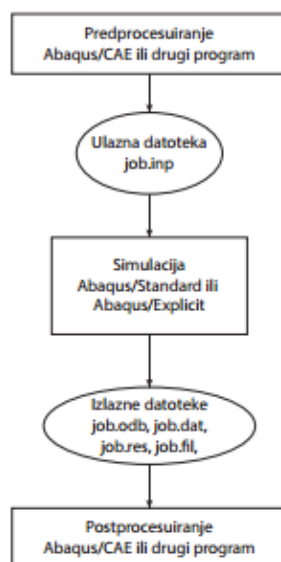 Predprocesuiranje
Abaqus/CAE ili drugi program
Ulazna datoteka
job.inp
Simulacija
Abaqus/Standard ili
Abaqus/Explicit
Izlazne datoteke
job.odb, job.dat,
job.res, job.fil,
Postprocesuiranje
Abaqus/CAE ili drugi program